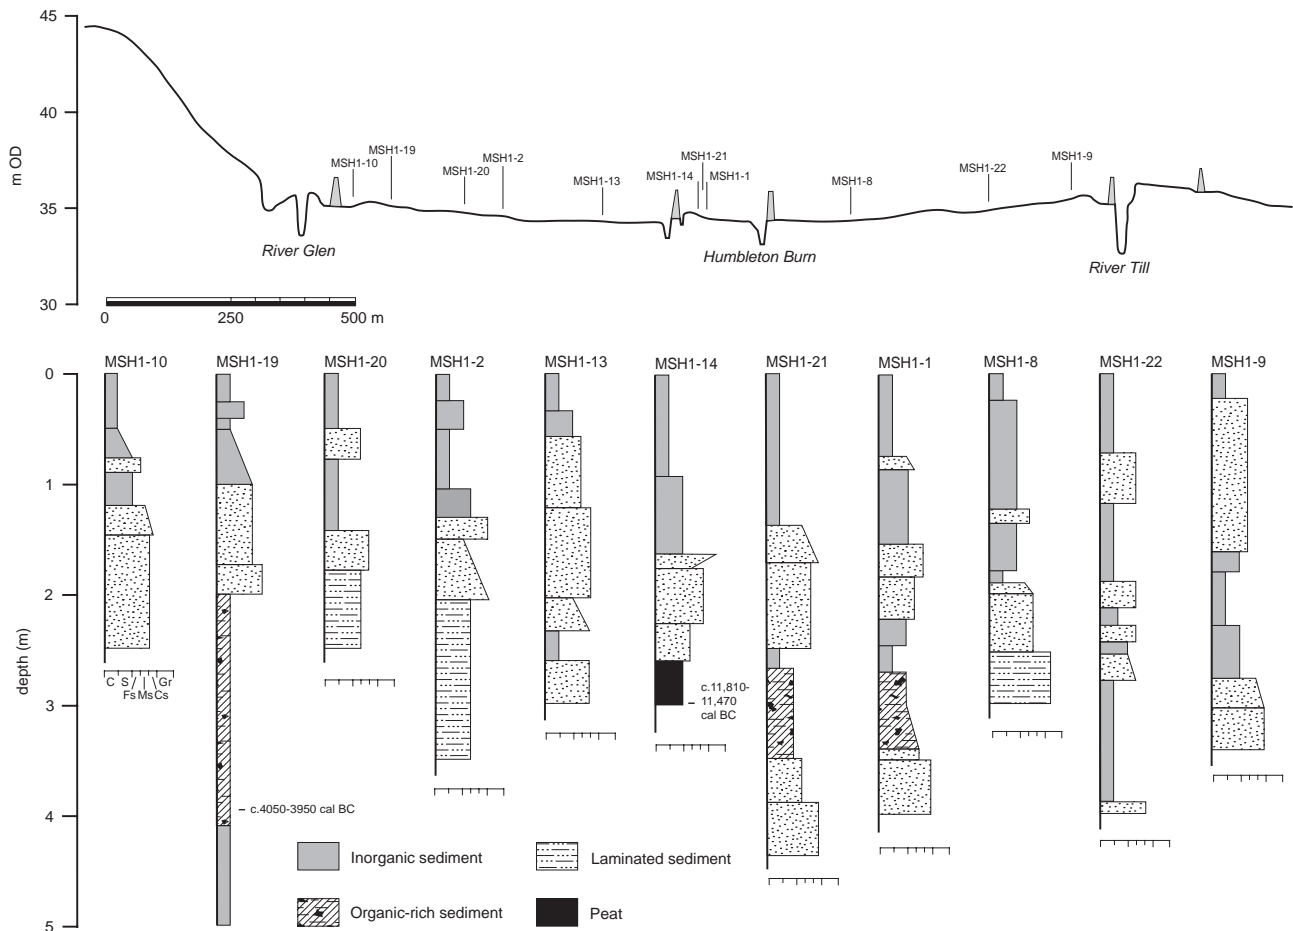 45
40
m OD
35
30
MSH1-10
MSH1-19
MSH1-20
MSH1-2
MSH1-13
MSH1-14
MSH1-21
MSH1-1
MSH1-8
MSH1-22
MSH1-9
River Glen
Humbleton Burn
River Till
0 250 500 m
MSH1-10 MSH1-19 MSH1-20 MSH1-2 MSH1-13 MSH1-14 MSH1-21 MSH1-1 MSH1-8 MSH1-22 MSH1-9
0
1
2
depth (m)
3
4
5
C S Gr
Fs Ms Cs
c.11,810-
11,470
cal BC
c.4050-3950 cal BC
Inorganic sediment
Laminated sediment
Organic-rich sediment
Peat